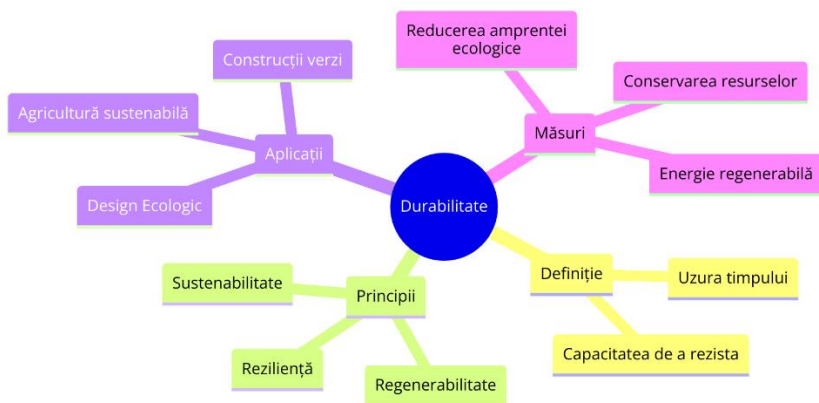 Reducerea amprentei
ecologice
Construcții verzi
Conservarea resurselor
Agricultură sustenabilă
Măsuri
Aplicații
Energie regenerabilă
Design Ecologic
Durabilitate
Definiție
Uzura timpului
Sustenabilitate
Principii
Capacitatea de a rezista
Reziliență
Regenerabilitate